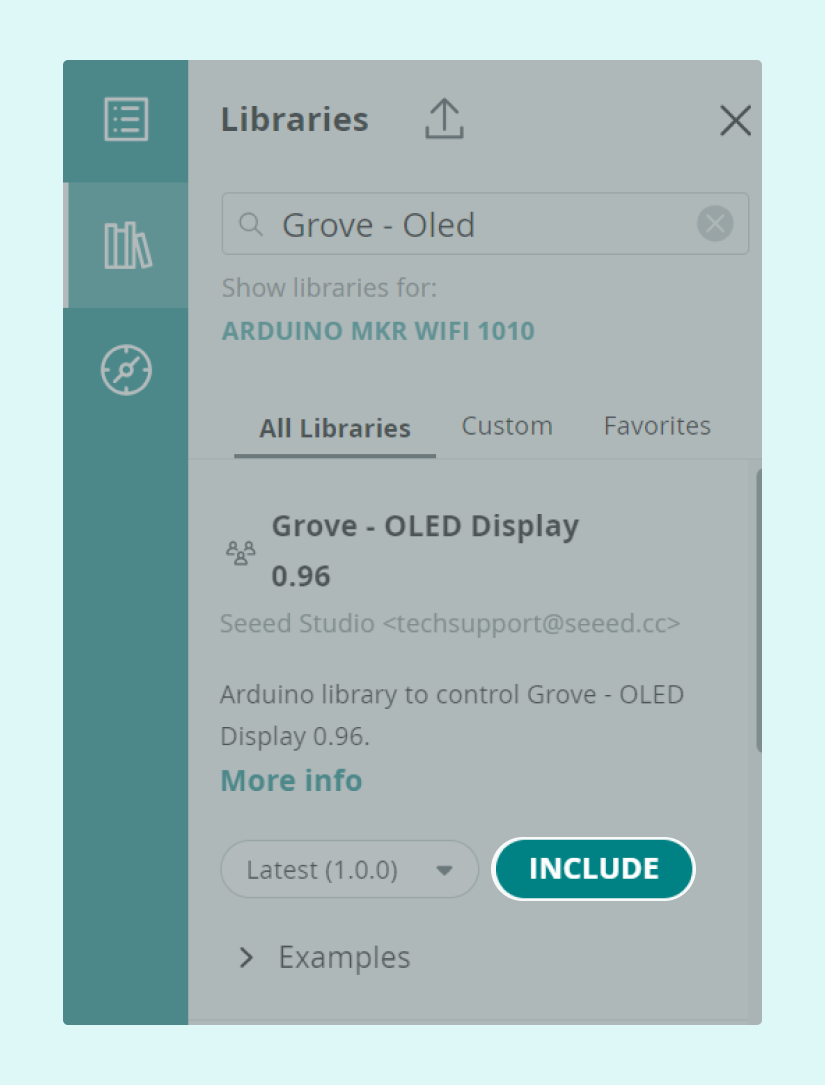 Libraries
Grove - Oled
Show libraries for:
ARDUINO MKR WIFI 1010
All Libraries Custom Favorites
Grove - OLED Display
0.96
Seeed Studio <techsupport@seeed.cc>
Arduino library to control Grove - OLED
Display 0.96.
More info
Latest (1.0.0) INCLUDE
Examples